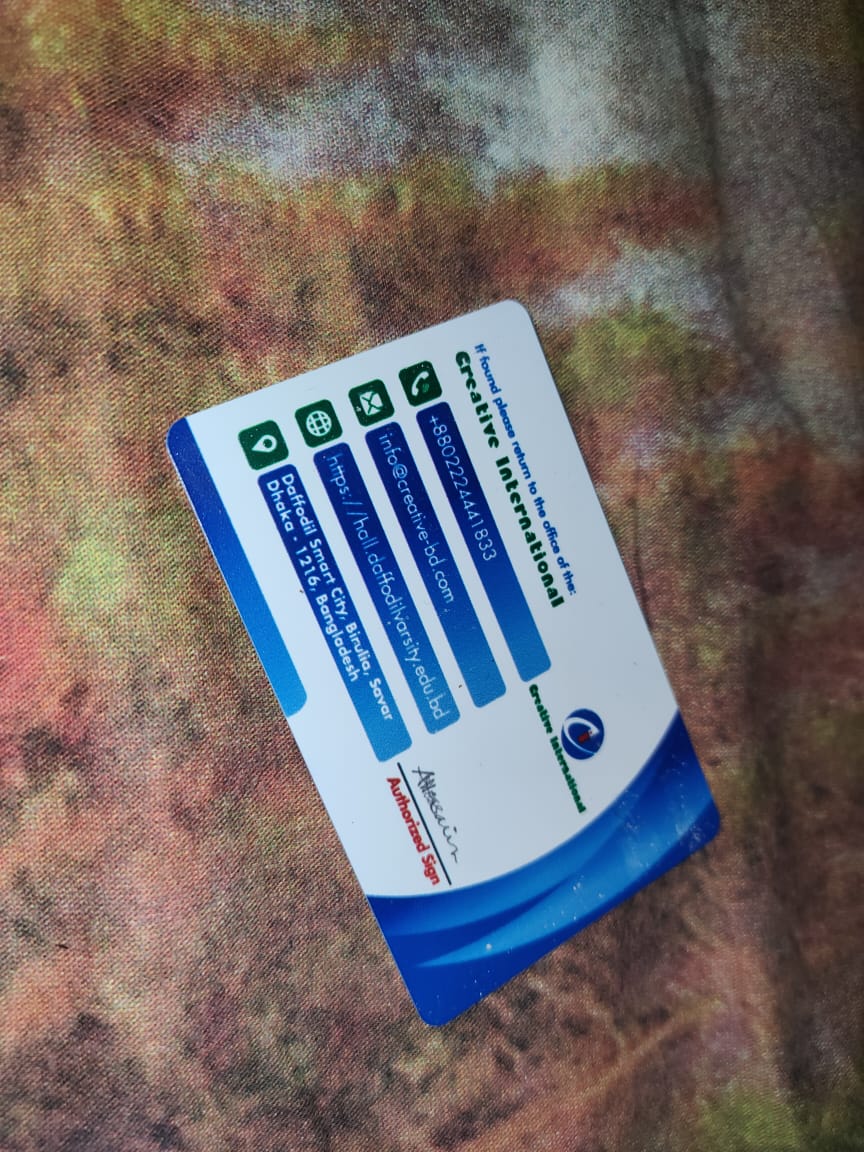 If found please return to the office of the:
Creative International
+8802224441833
info@creative-bd.com
https://hall.daffodilvarsity.edu.bd
Daffodil Smart City, Birulia, Savar
Dhaka - 1216, Bangladesh
Creative International
AHossain
Authorized Sign